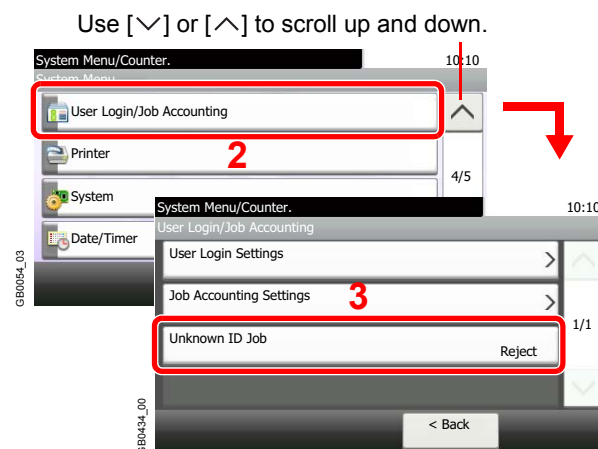 Use [∨] or [∧] to scroll up and down.
System Menu/Counter.
10:10
System Menu
User Login/Job Accounting
Printer
2
4/5
System
Date/Timer
GB0054_03
System Menu/Counter.
10:10
User Login/Job Accounting
User Login Settings
>
Job Accounting Settings
3
>
1/1
Unknown ID Job
Reject
< Back
GB0434_00